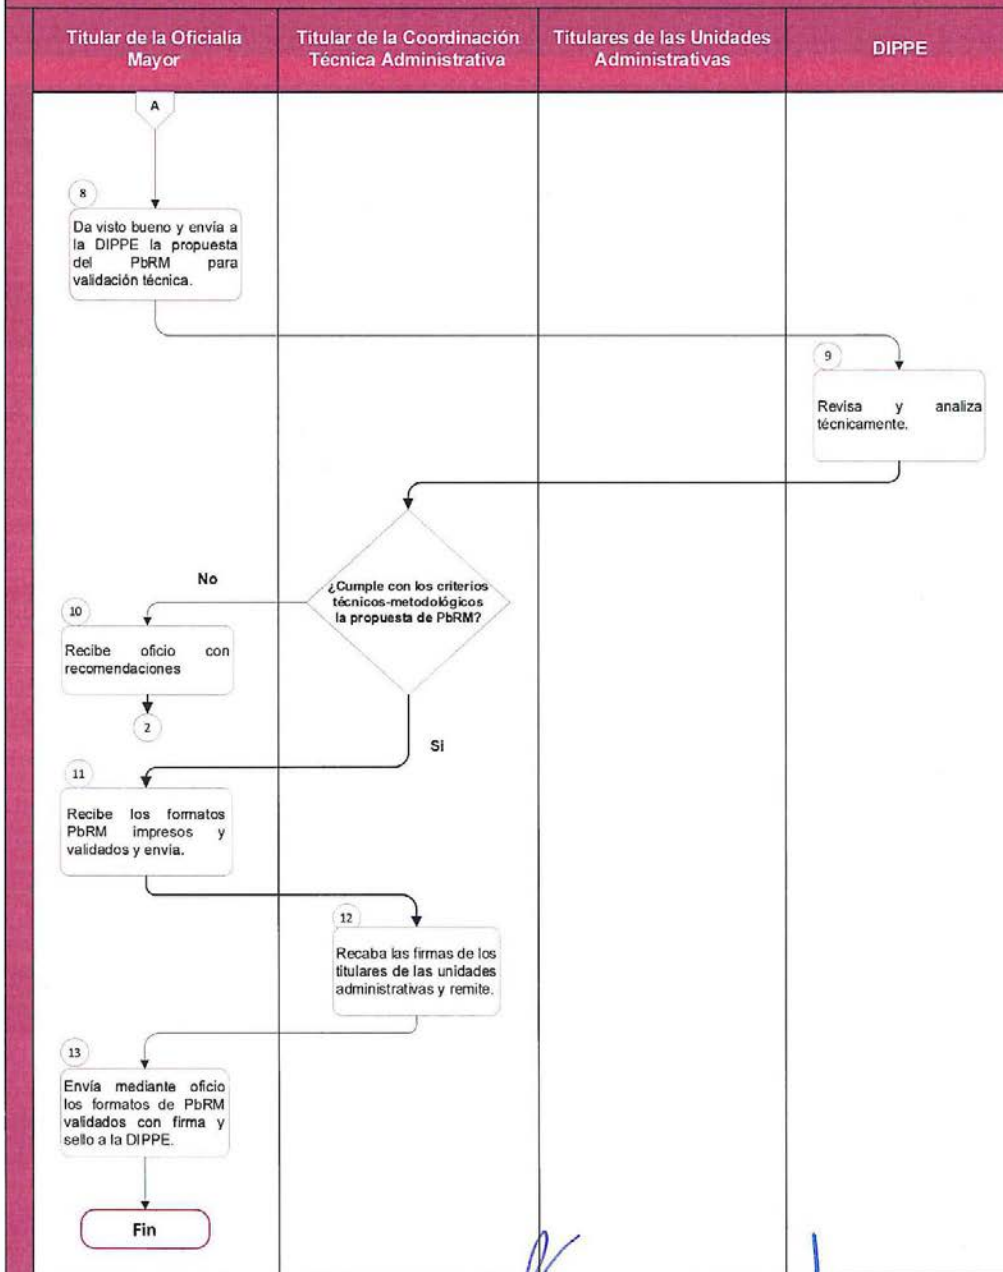 Titular de la Oficialia
Mayor
Titular de la Coordinación
Técnica Administrativa
Titulares de las Unidades
Administrativas
DIPPE
A
8
Da visto bueno y envía a
la DIPPE la propuesta
del PbRM para
validación técnica.
9
Revisa y analiza
técnicamente.
¿Cumple con los criterios
técnicos-metodológicos
la propuesta de PbRM?
No
10
Recibe oficio con
recomendaciones
2
Si
11
Recibe los formatos
PbRM impresos y
validados y envía.
12
Recaba las firmas de los
titulares de las unidades
administrativas y remite.
13
Envía mediante oficio
los formatos de PbRM
validados con firma y
sello a la DIPPE.
Fin